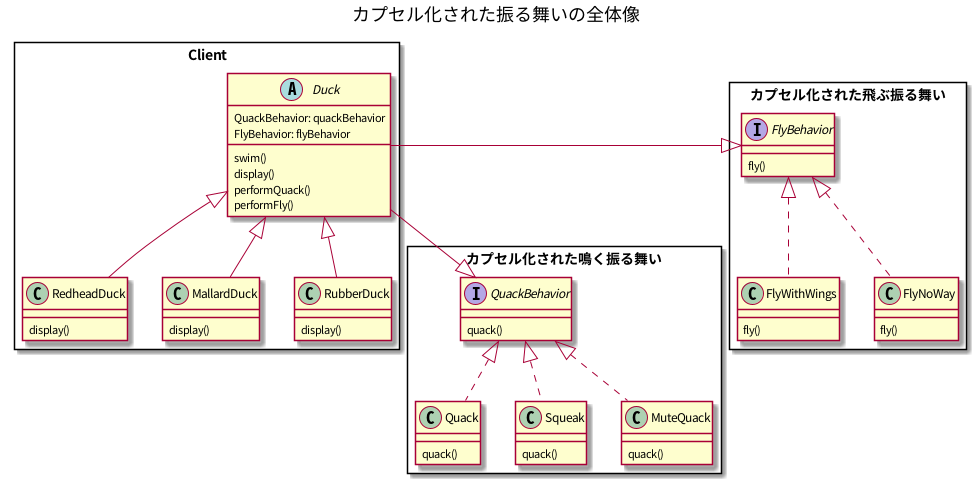 カプセル化された振る舞いの全体像
Client
A Duck
QuackBehavior: quackBehavior
FlyBehavior: flyBehavior
swim()
display()
performQuack()
performFly()
C RedheadDuck
display()
C MallardDuck
display()
C RubberDuck
display()
カプセル化された鳴く振る舞い
I QuackBehavior
quack()
C Quack
quack()
C Squeak
quack()
C MuteQuack
quack()
カプセル化された飛ぶ振る舞い
I FlyBehavior
fly()
C FlyWithWings
fly()
C FlyNoWay
fly()